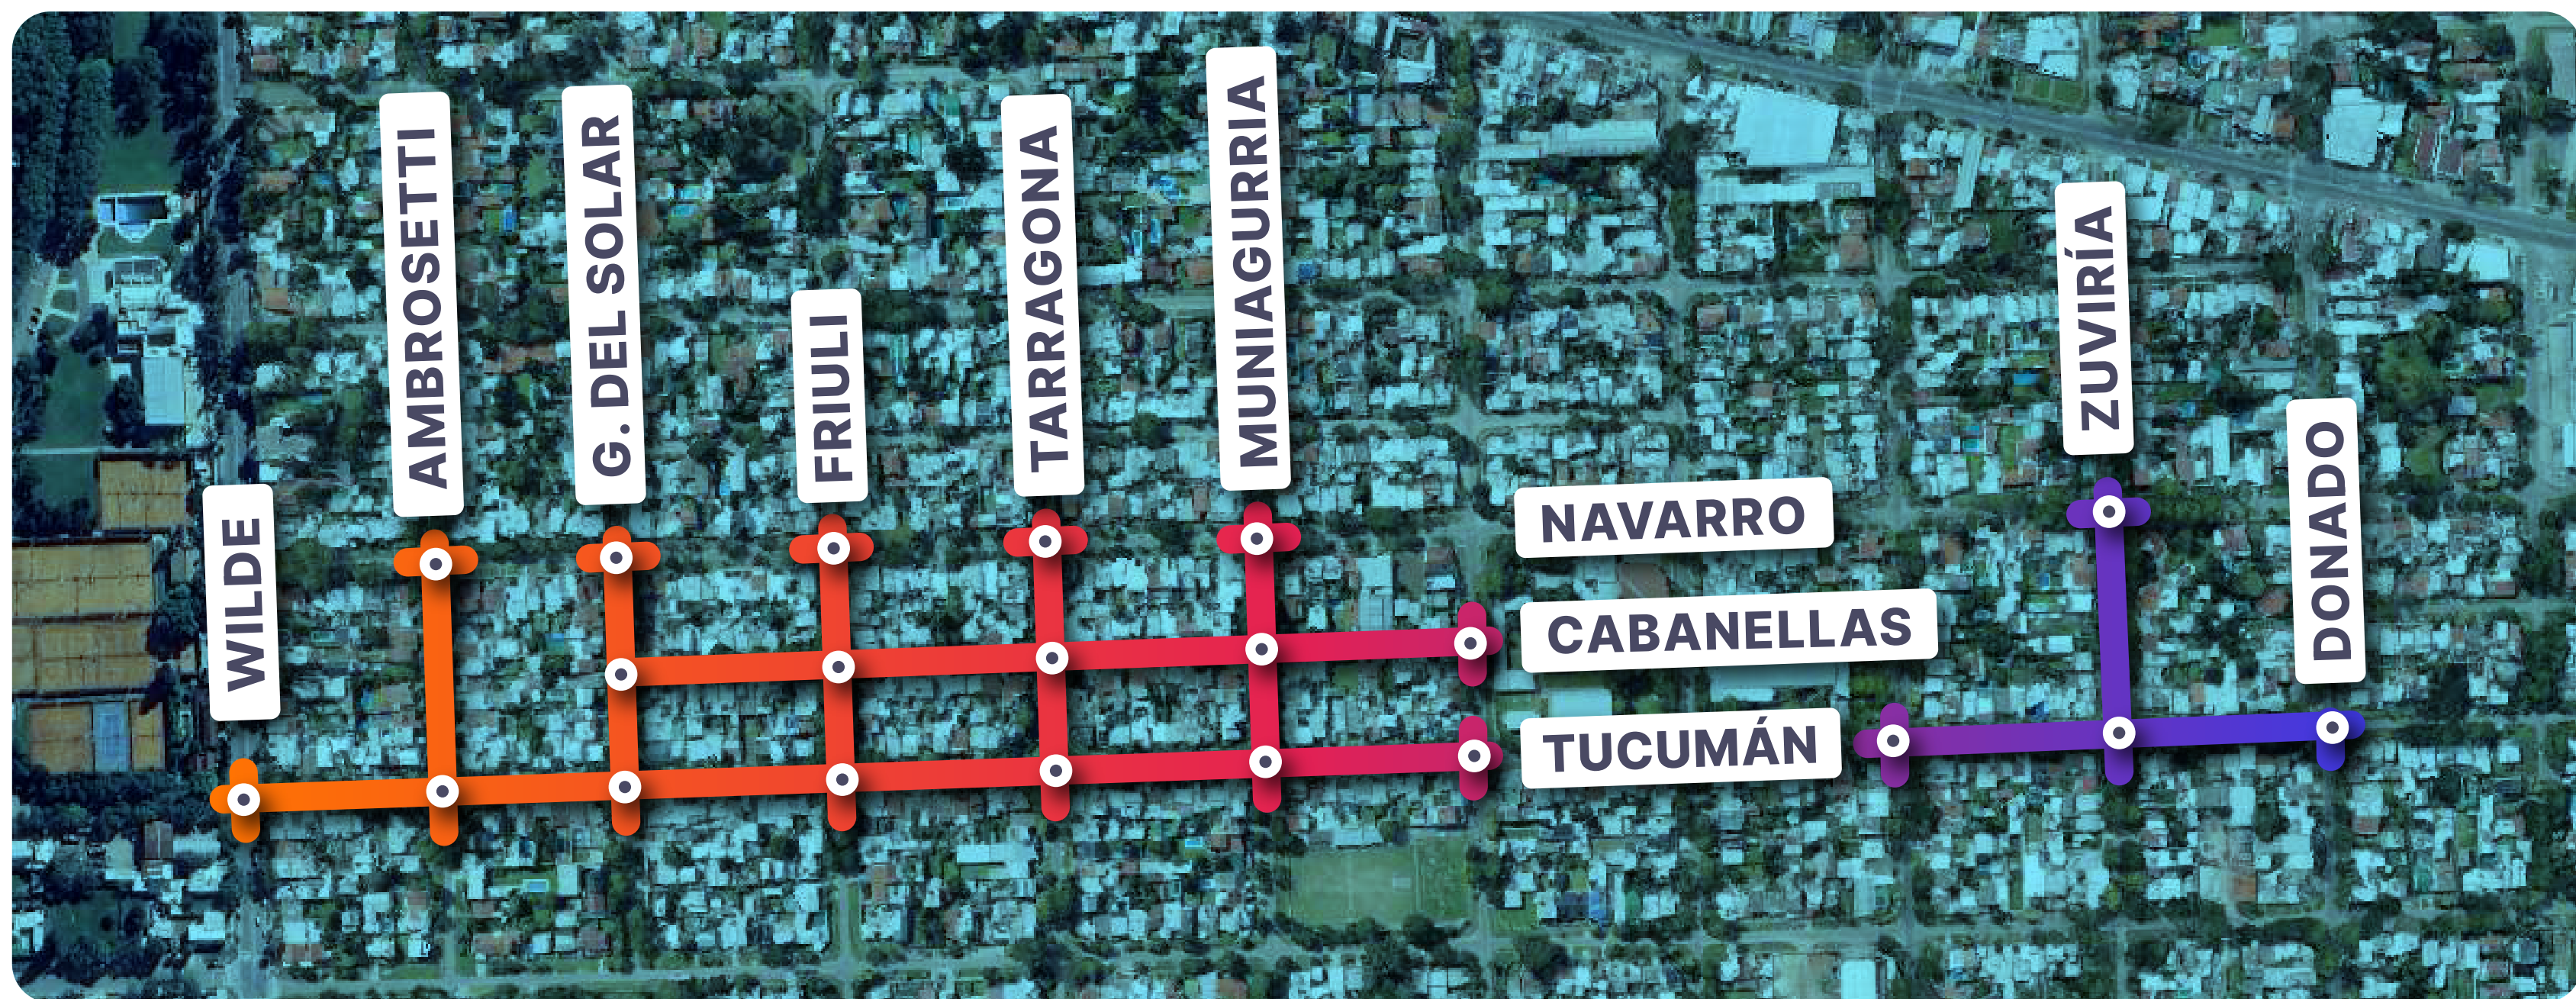 WILDE
AMBROSETTI
G. DEL SOLAR
FRIULI
TARRAGONA
MUNIAGURRIA
NAVARRO
CABANELLAS
TUCUMÁN
ZUVIRÍA
DONADO